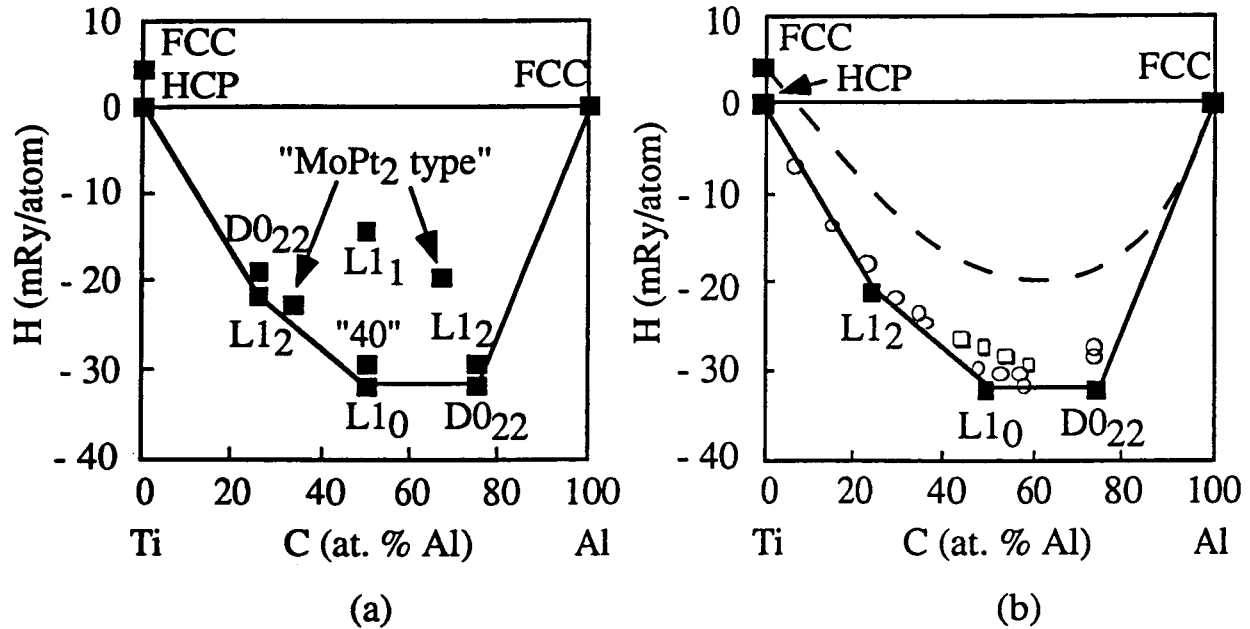 10
FCC
HCP
FCC
0
"MoPt2 type"
- 10
D022
L11
- 20
L12
"40"
L12
- 30
L10
D022
- 40
H (mRy/atom)
0 20 40 60 80 100
Ti C (at. % Al) Al
(a)
10
FCC
HCP
FCC
0
- 10
- 20
L12
- 30
L10
D022
- 40
H (mRy/atom)
0 20 40 60 80 100
Ti C (at. % Al) Al
(b)